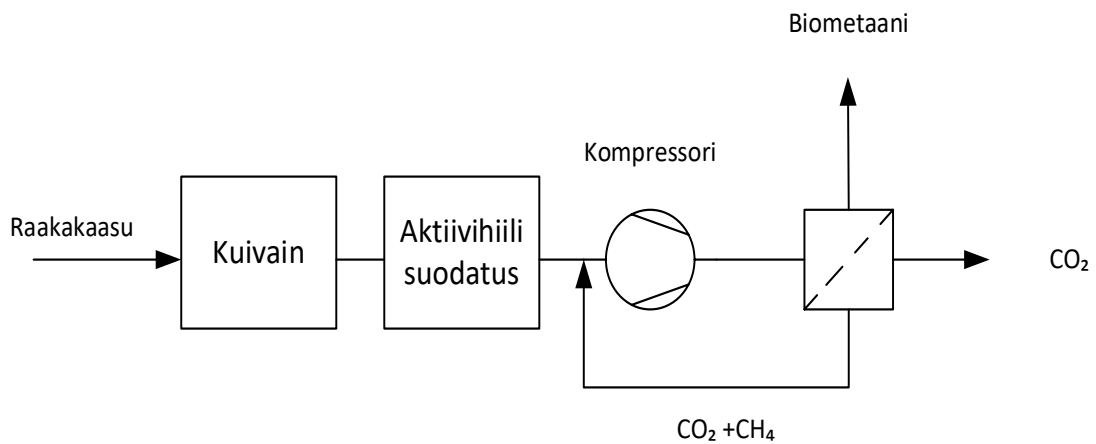 Biometaani
Kompressori
Raakakaasu
Kuivain
Aktiivihiili
suodatus
CO₂
CO₂ +CH₄